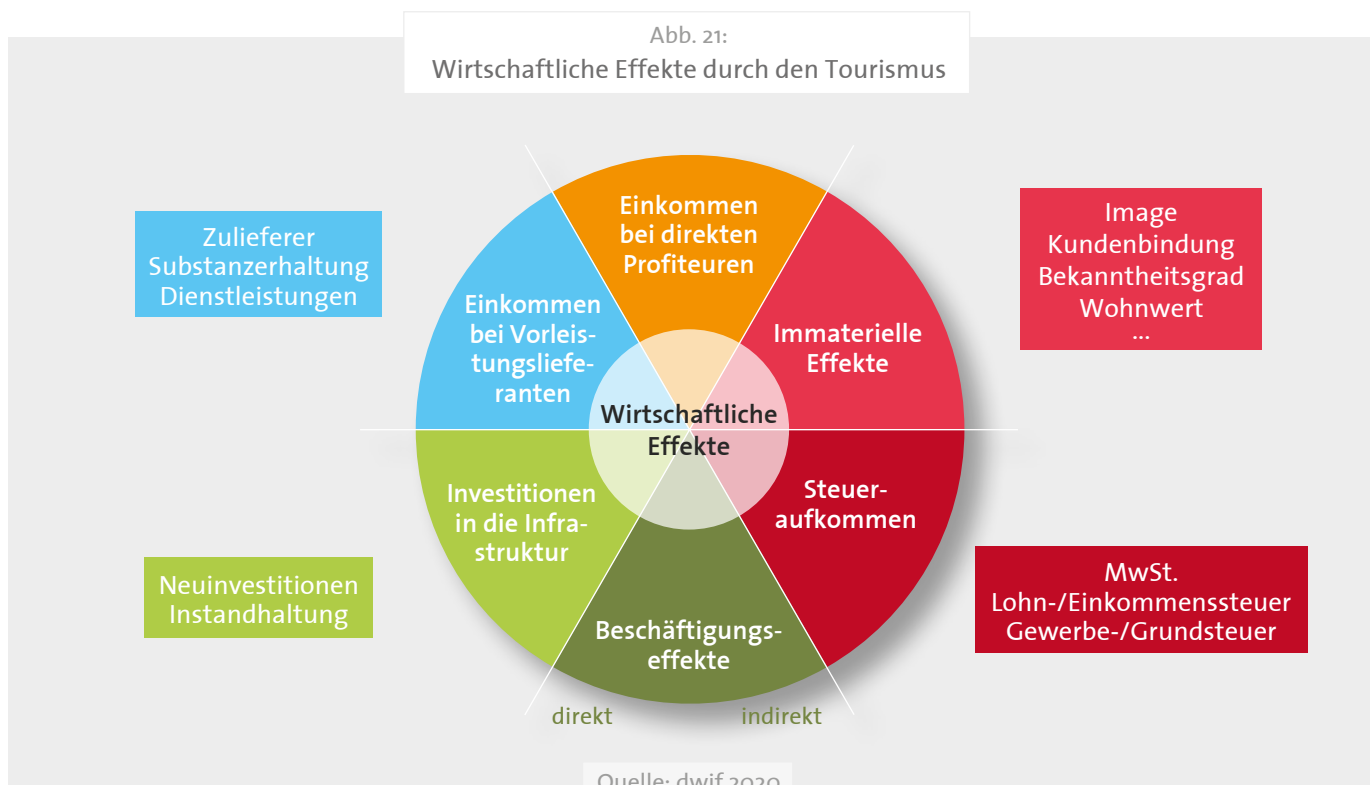 Abb. 21:
Wirtschaftliche Effekte durch den Tourismus
Zulieferer
Substanzerhaltung
Dienstleistungen
Einkommen
bei direkten
Profiteuren
Image
Kundenbindung
Bekanntheitsgrad
Wohnwert
...
Einkommen
bei Vorleis-
tungsliefe-
ranten
Immaterielle
Effekte
Wirtschaftliche
Effekte
Investitionen
in die Infra-
struktur
Steuer-
aufkommen
Neuinvestitionen
Instandhaltung
Beschäftigungs-
effekte
MwSt.
Lohn-/Einkommenssteuer
Gewerbe-/Grundsteuer
direkt
indirekt
Quelle: dwif 2020